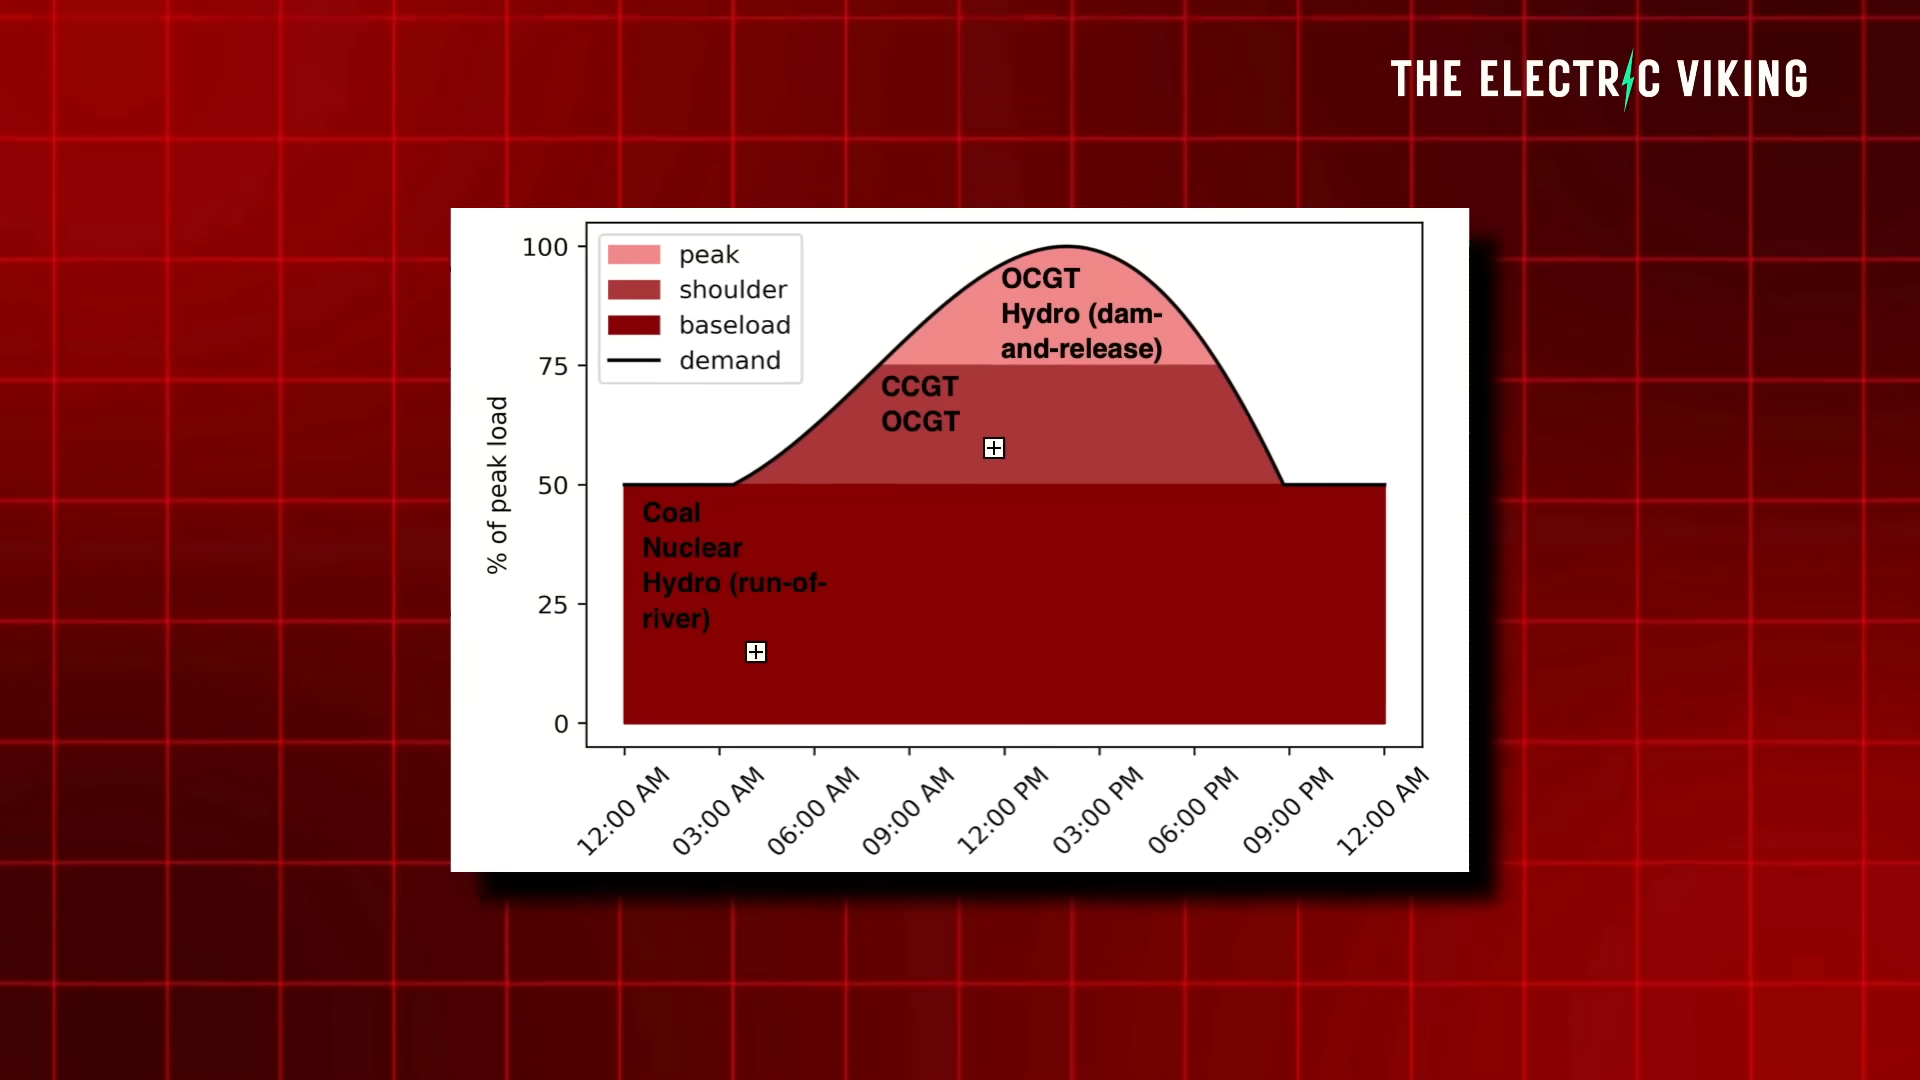 THE ELECTRIC VIKING
peak
shoulder
baseload
demand
% of peak load
100
75
50
25
0
OCGT
Hydro (dam-
and-release)
CCGT
OCGT
Coal
Nuclear
Hydro (run-of-
river)
12:00 AM
03:00 AM
06:00 AM
09:00 AM
12:00 PM
03:00 PM
06:00 PM
09:00 PM
12:00 AM